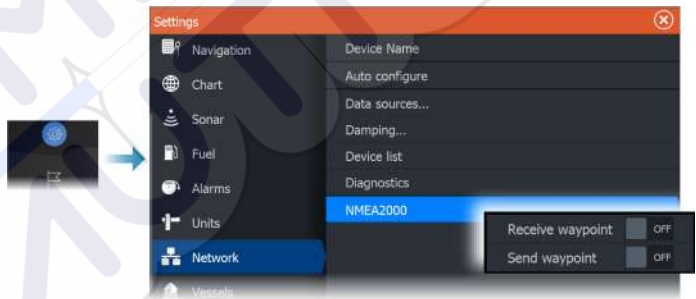 Settings
Navigation
Chart
Sonar
Fuel
Alarms
Units
Network
Vessels
Device Name
Auto configure
Data sources...
Damping...
Device list
Diagnostics
NMEA2000
Receive waypoint OFF
Send waypoint OFF